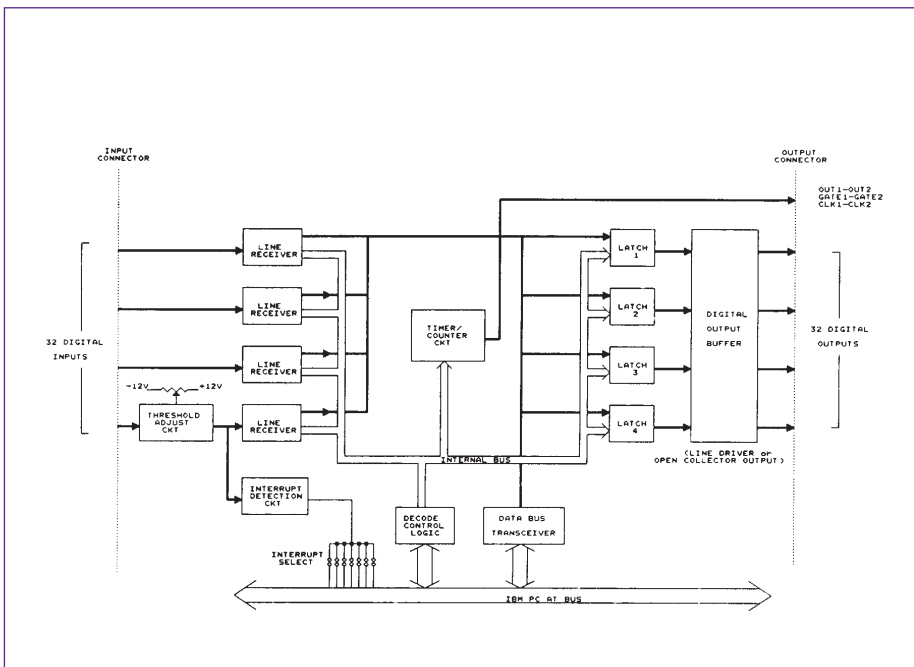 INPUT
CONNECTOR
OUTPUT
CONNECTOR
OUT1-OUT2
GATE1-GATE2
CLK1-CLK2
LINE
RECEIVER
LATCH
1
LINE
RECEIVER
LATCH
2
TIMER/
COUNTER
CKT
DIGITAL
OUTPUT
BUFFER
32 DIGITAL
INPUTS
32 DIGITAL
OUTPUTS
LINE
RECEIVER
LATCH
3
-12V
+12V
THRESHOLD
ADJUST
CKT
LINE
RECEIVER
LATCH
4
(LINE DRIVER or
OPEN COLLECTOR OUTPUT)
INTERNAL BUS
INTERRUPT
DETECTION
CKT
DECODE
CONTROL
LOGIC
DATA BUS
TRANSCEIVER
INTERRUPT
SELECT
IBM PC AT BUS